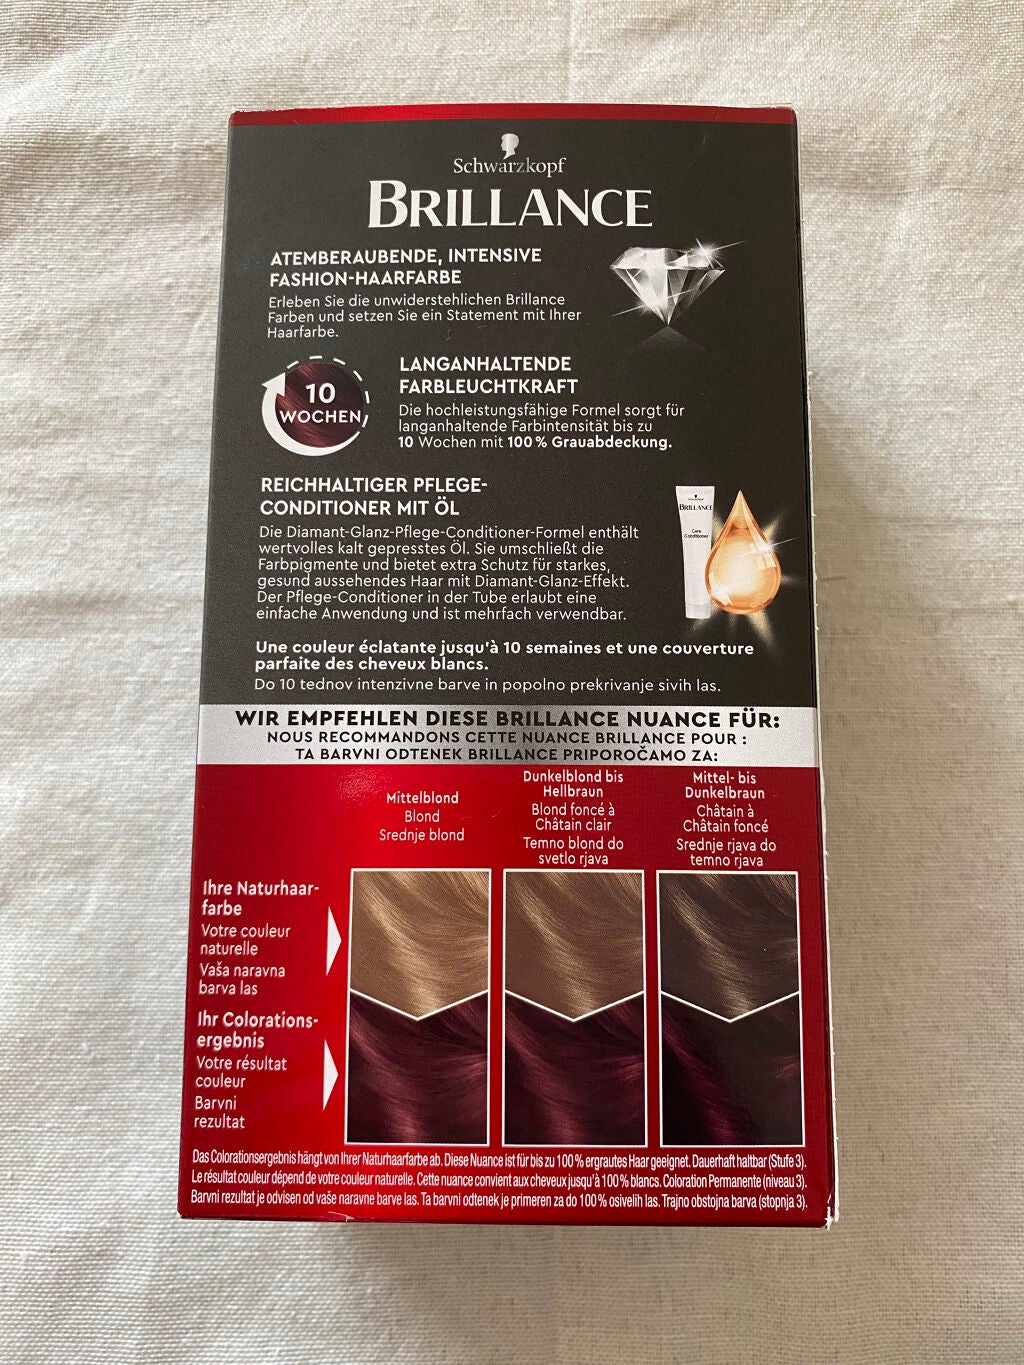 Schwarzkopf
BRILLANCE
ATEMBERAUBENDE, INTENSIVE
FASHION-HAARFARBE
Erleben Sie die unwiderstehlichen Brillance
Farben und setzen Sie ein Statement mit Ihrer
Haarfarbe.
10
WOCHEN
LANGANHALTENDE
FARBLEUCHTKRAFT
Die hochleistungsfähige Formel sorgt für
langanhaltende Farbintensität bis zu
10 Wochen mit 100 % Grauabdeckung.
REICHHALTIGER PFLEGE-
CONDITIONER MIT ÖL
Die Diamant-Glanz-Pflege-Conditioner-Formel enthält
wertvolles kalt gepresstes Öl. Sie umschließt die
Farbpigmente und bietet extra Schutz für starkes,
gesund aussehendes Haar mit Diamant-Glanz-Effekt.
Der Pflege-Conditioner in der Tube erlaubt eine
einfache Anwendung und ist mehrfach verwendbar.
Schwarzkopf
BRILLANCE
Care
Conditioner
Une couleur éclatante jusqu'à 10 semaines et une couverture
parfaite des cheveux blancs.
Do 10 tednov intenzivne barve in popolno prekrivanje sivih las.
WIR EMPFEHLEN DIESE BRILLANCE NUANCE FÜR:
NOUS RECOMMANDONS CETTE NUANCE BRILLANCE POUR :
TA BARVNI ODTENEK BRILLANCE PRIPOROČAMO ZA:
Mittelblond
Blond
Srednje blond
Dunkelblond bis
Hellbraun
Blond foncé à
Châtain clair
Temno blond do
svetlo rjava
Mittel- bis
Dunkelbraun
Châtain à
Châtain foncé
Srednje rjava do
temno rjava
Ihre Naturhaar-
farbe
Votre couleur
naturelle
Vaša naravna
barva las
Ihr Colorations-
ergebnis
Votre résultat
couleur
Barvni
rezultat
Das Colorationsergebnis hängt von Ihrer Naturhaarfarbe ab. Diese Nuance ist für bis zu 100 % ergrautes Haar geeignet. Dauerhaft haltbar (Stufe 3).
Le résultat couleur dépend de votre couleur naturelle. Cette nuance convient aux cheveux jusqu'à 100 % blancs. Coloration Permanente (niveau 3).
Barvni rezultat je odvisen od vaše naravne barve las. Ta barvni odtenek je primeren za do 100 % osivelih las. Trajno obstojna barva (stopnja 3).